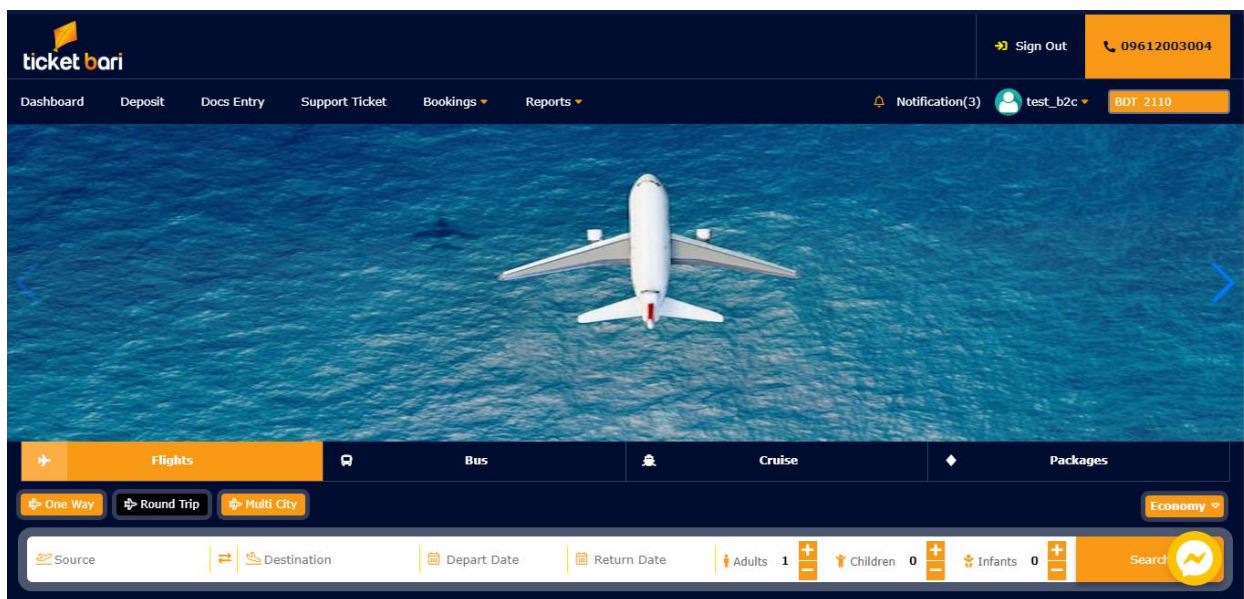 ticket bari
Sign Out
09612003004
Dashboard Deposit Docs Entry Support Ticket Bookings Reports Notification(3) test_b2c BDT 2110
Flights Bus Cruise Packages
One Way Round Trip Multi City Economy
Source Destination Depart Date Return Date Adults 1 + − Children 0 + − Infants 0 + − Search